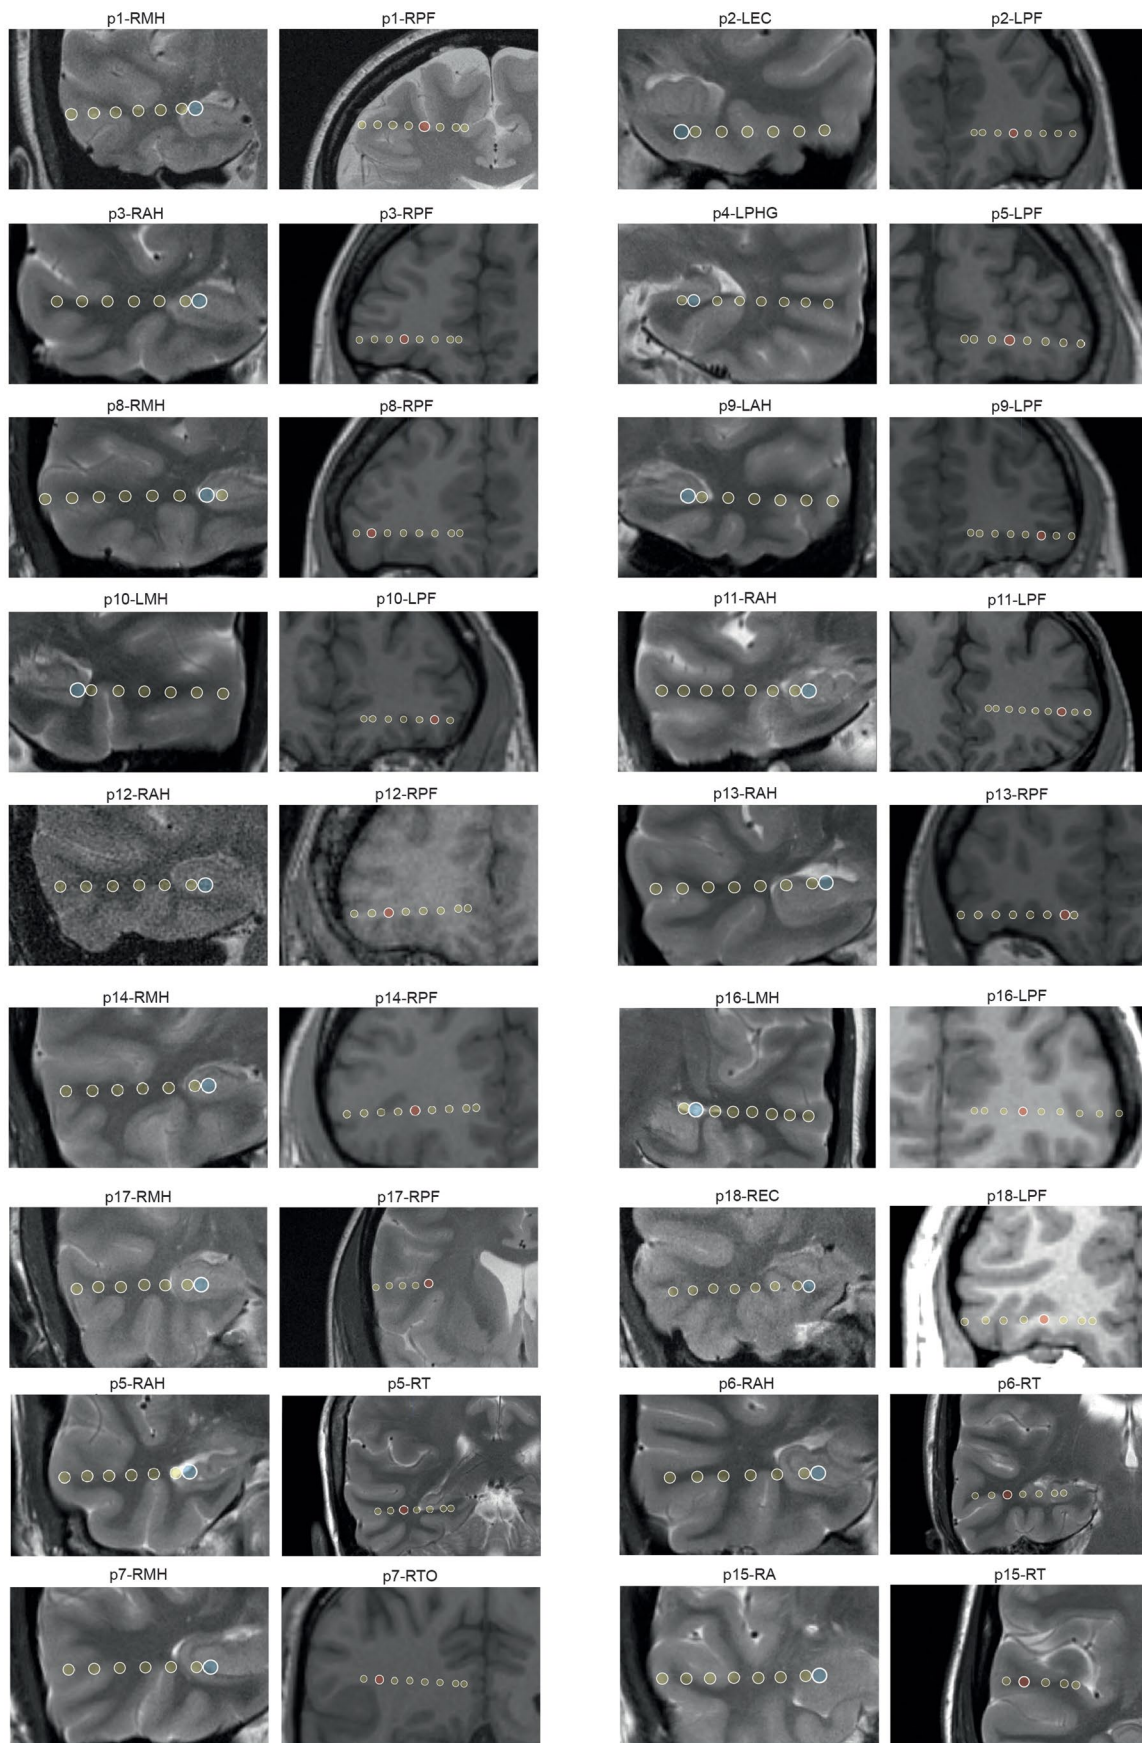 p1-RMH p1-RPF p2-LEC p2-LPF
p3-RAH p3-RPF p4-LPHG p5-LPF
p8-RMH p8-RPF p9-LAH p9-LPF
p10-LMH p10-LPF p11-RAH p11-LPF
p12-RAH p12-RPF p13-RAH p13-RPF
p14-RMH p14-RPF p16-LMH p16-LPF
p17-RMH p17-RPF p18-REC p18-LPF
p5-RAH p5-RT p6-RAH p6-RT
p7-RMH p7-RTO p15-RA p15-RT